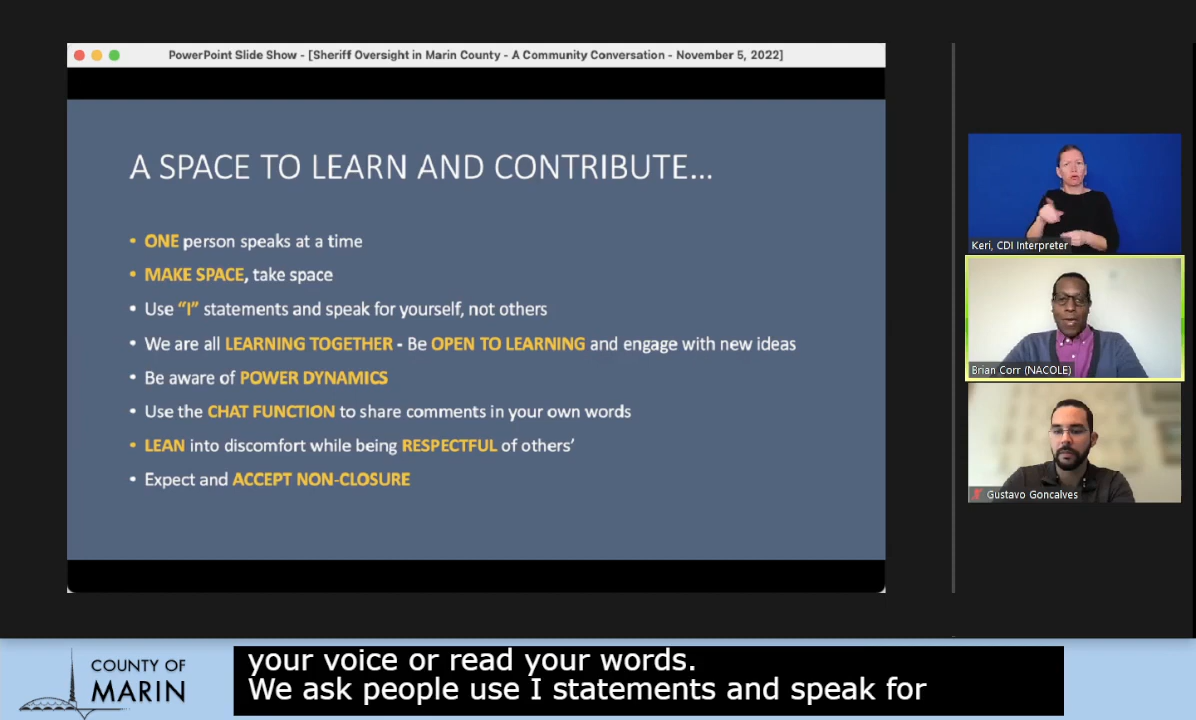 PowerPoint Slide Show - [Sheriff Oversight in Marin County - A Community Conversation - November 5, 2022]
A SPACE TO LEARN AND CONTRIBUTE...
• ONE person speaks at a time
• MAKE SPACE, take space
• Use “I” statements and speak for yourself, not others
• We are all LEARNING TOGETHER - Be OPEN TO LEARNING and engage with new ideas
• Be aware of POWER DYNAMICS
• Use the CHAT FUNCTION to share comments in your own words
• LEAN into discomfort while being RESPECTFUL of others’
• Expect and ACCEPT NON-CLOSURE
Keri, CDI Interpreter
Brian Corr (NACOLE)
Gustavo Goncalves
COUNTY OF
MARIN
your voice or read your words.
We ask people use I statements and speak for